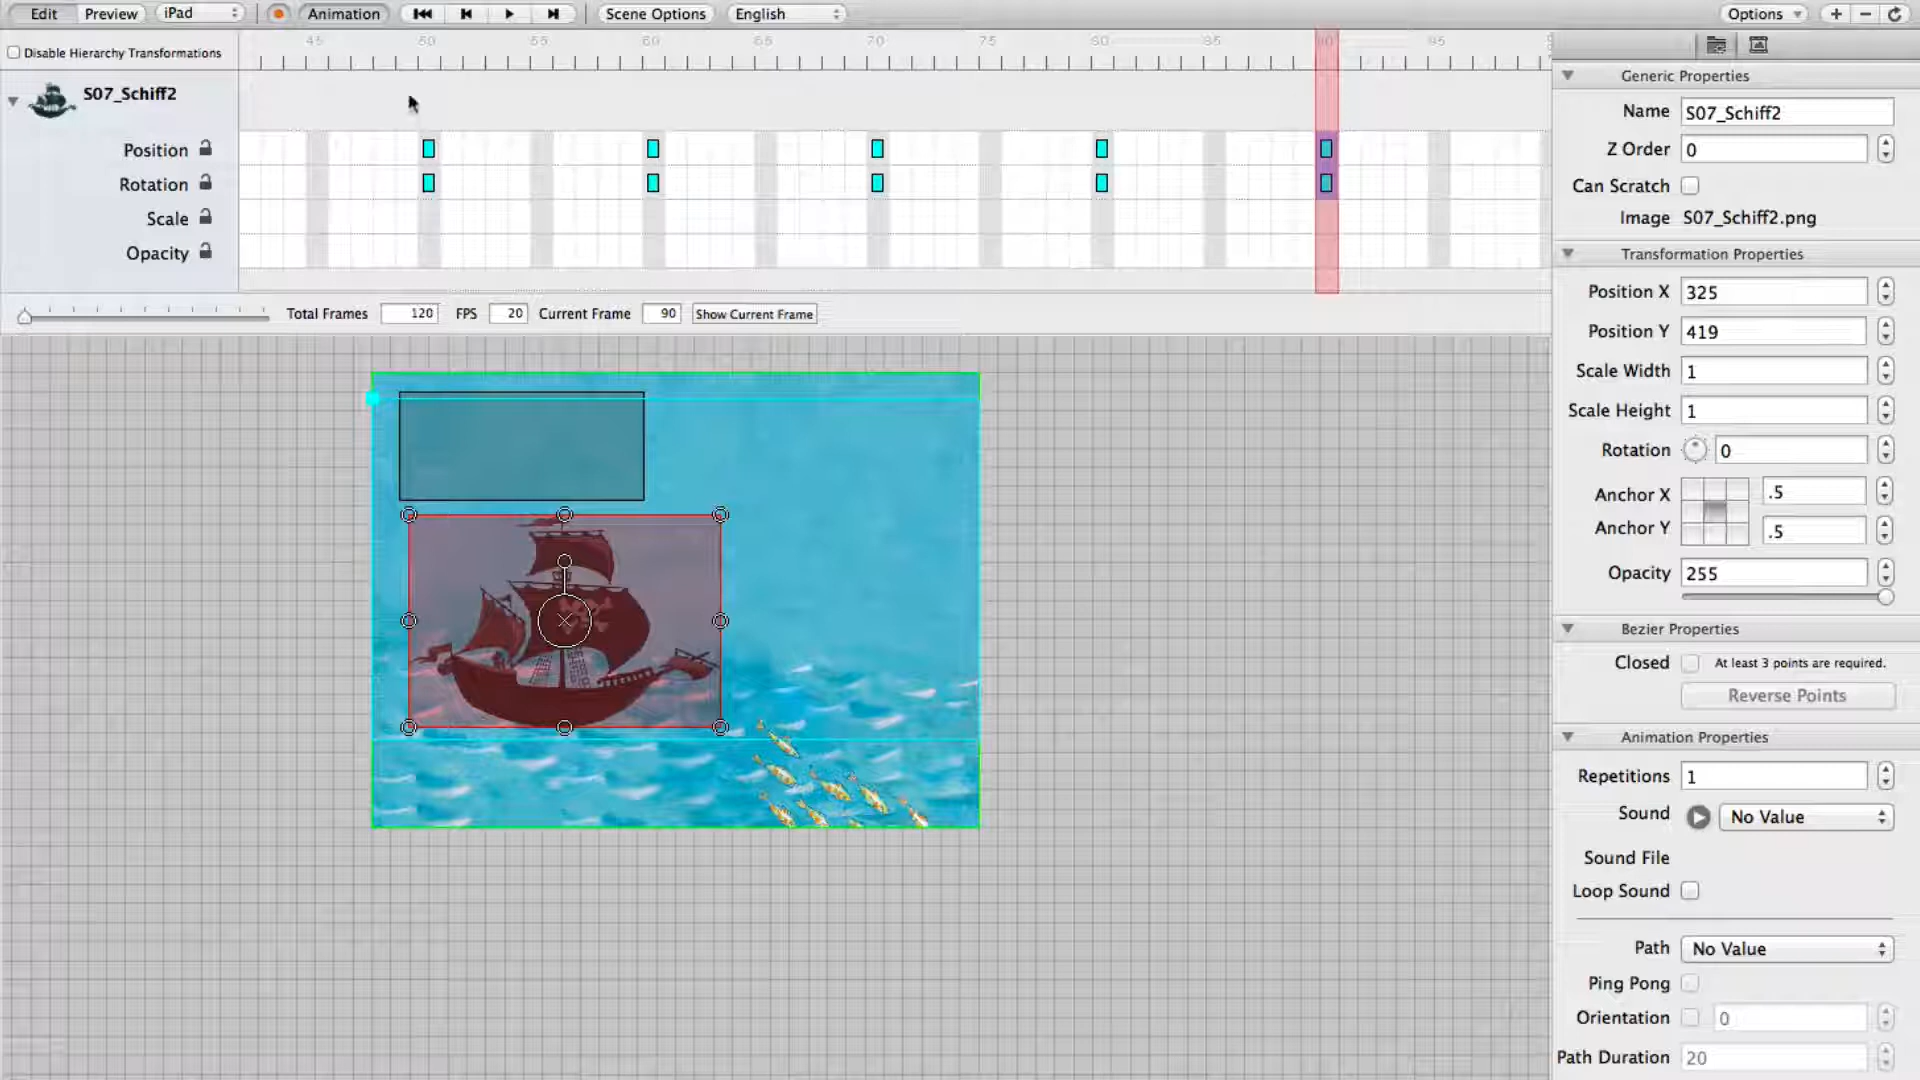 Edit Preview iPad Animation Scene Options English Options
Disable Hierarchy Transformations
45 50 55 60 65 70 75 80 85 90 95
S07_Schiff2
Position
Rotation
Scale
Opacity
Total Frames 120 FPS 20 Current Frame 90 Show Current Frame
Generic Properties
Name S07_Schiff2
Z Order 0
Can Scratch
Image S07_Schiff2.png
Transformation Properties
Position X 325
Position Y 419
Scale Width 1
Scale Height 1
Rotation 0
Anchor X .5
Anchor Y .5
Opacity 255
Bezier Properties
Closed At least 3 points are required.
Reverse Points
Animation Properties
Repetitions 1
Sound No Value
Sound File
Loop Sound
Path No Value
Ping Pong
Orientation 0
Path Duration 20